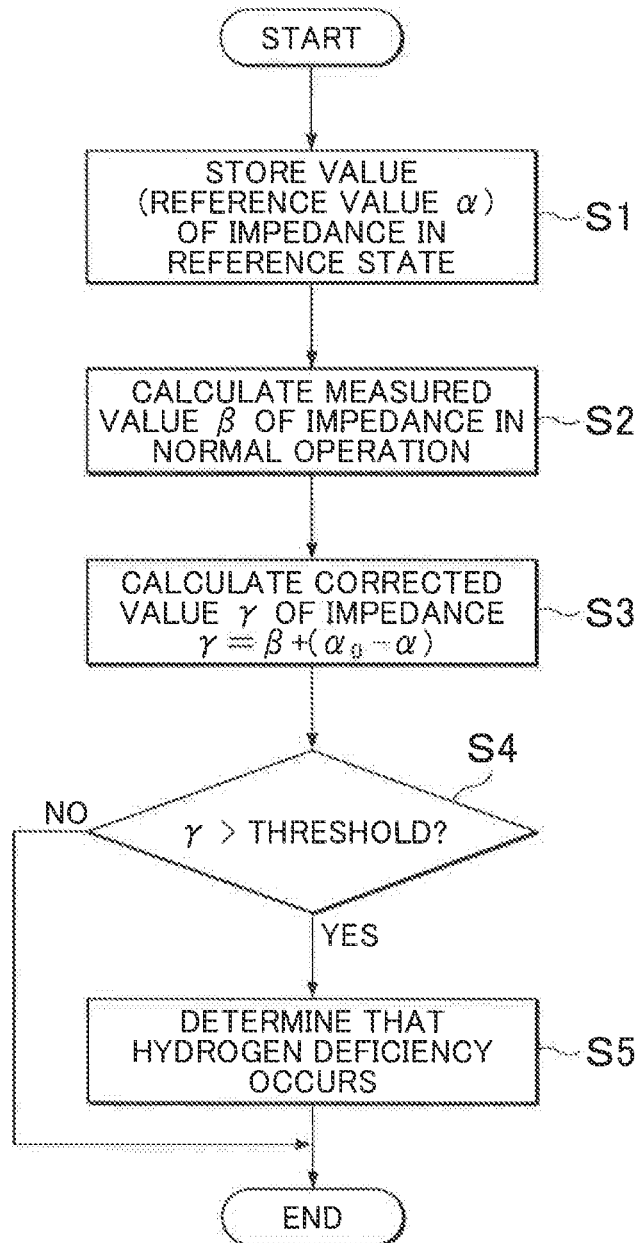 START
STORE VALUE
(REFERENCE VALUE α)
OF IMPEDANCE IN
REFERENCE STATE
S1
CALCULATE MEASURED
VALUE β OF IMPEDANCE IN
NORMAL OPERATION
S2
CALCULATE CORRECTED
VALUE γ OF IMPEDANCE
γ = β + (α₀ - α)
S3
S4
NO
γ > THRESHOLD?
YES
DETERMINE THAT
HYDROGEN DEFICIENCY
OCCURS
S5
END